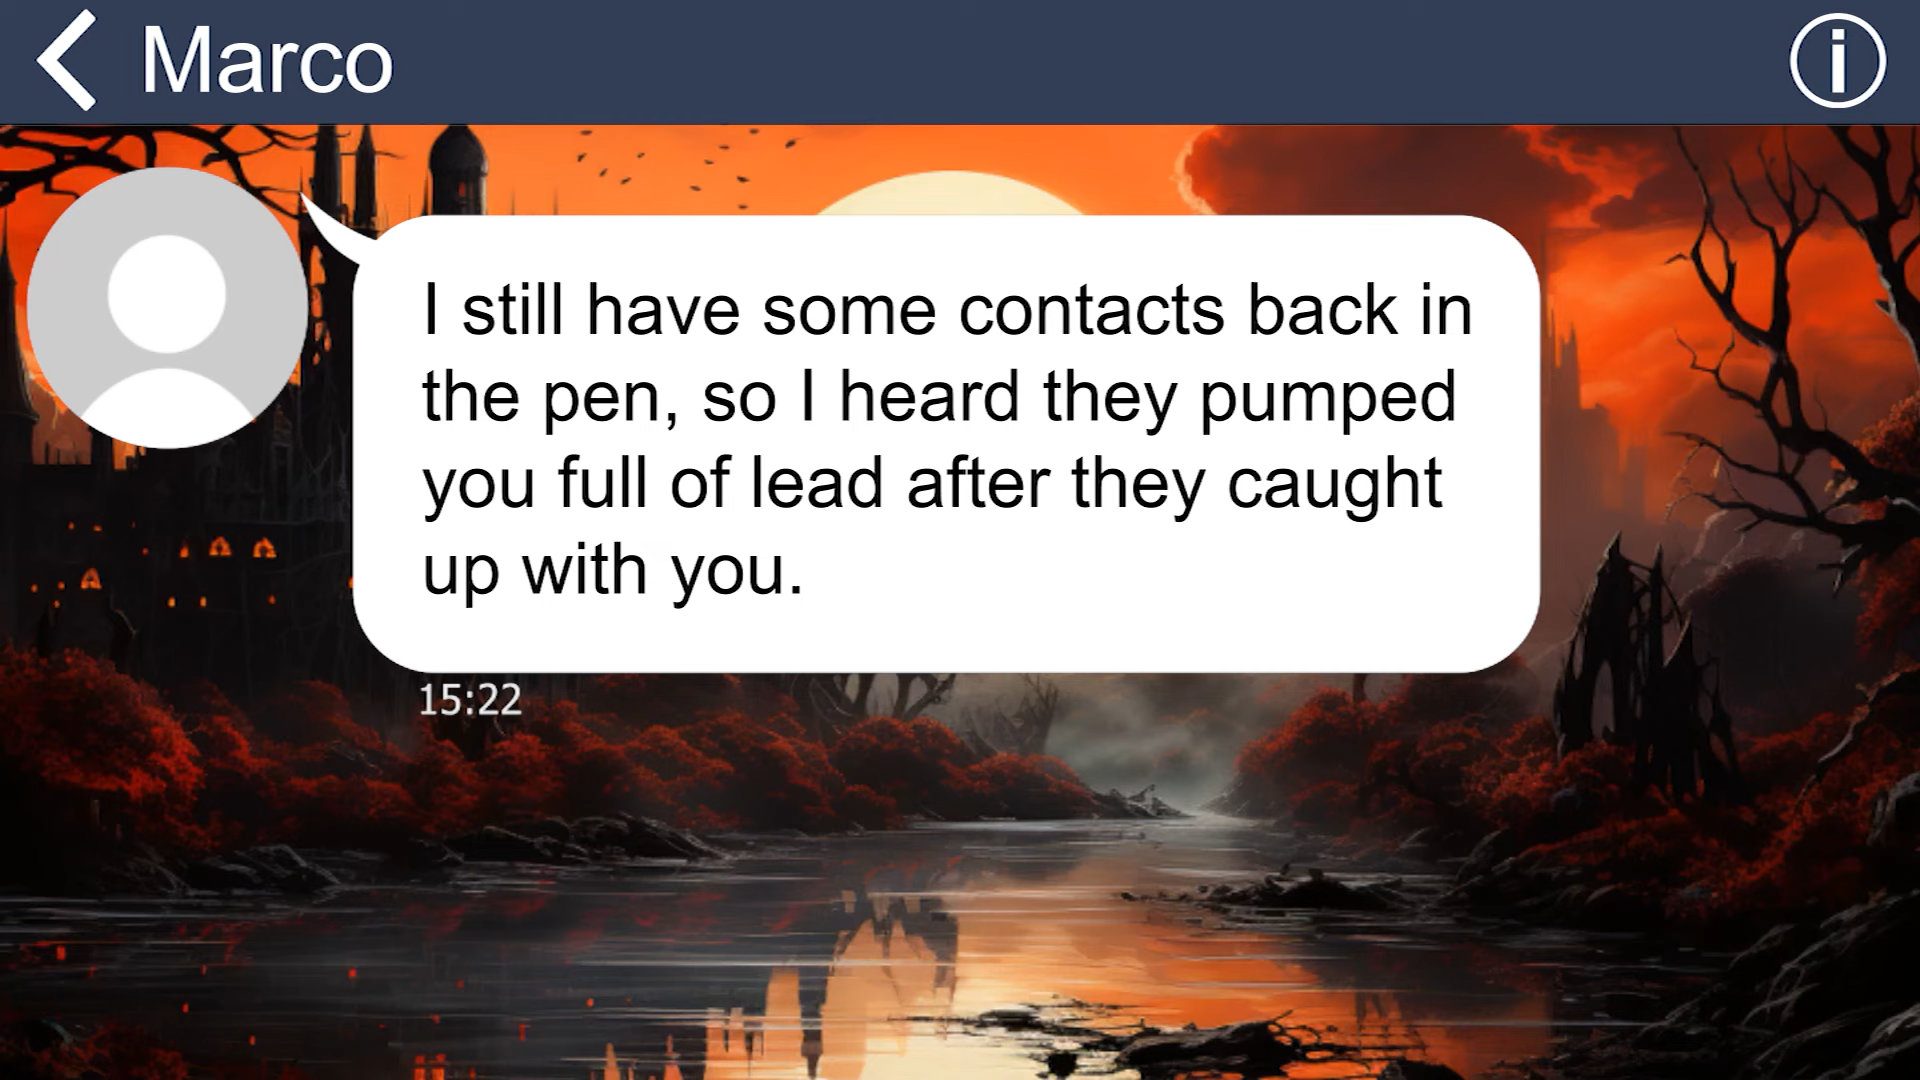 Marco
I still have some contacts back in
the pen, so I heard they pumped
you full of lead after they caught
up with you.
15:22